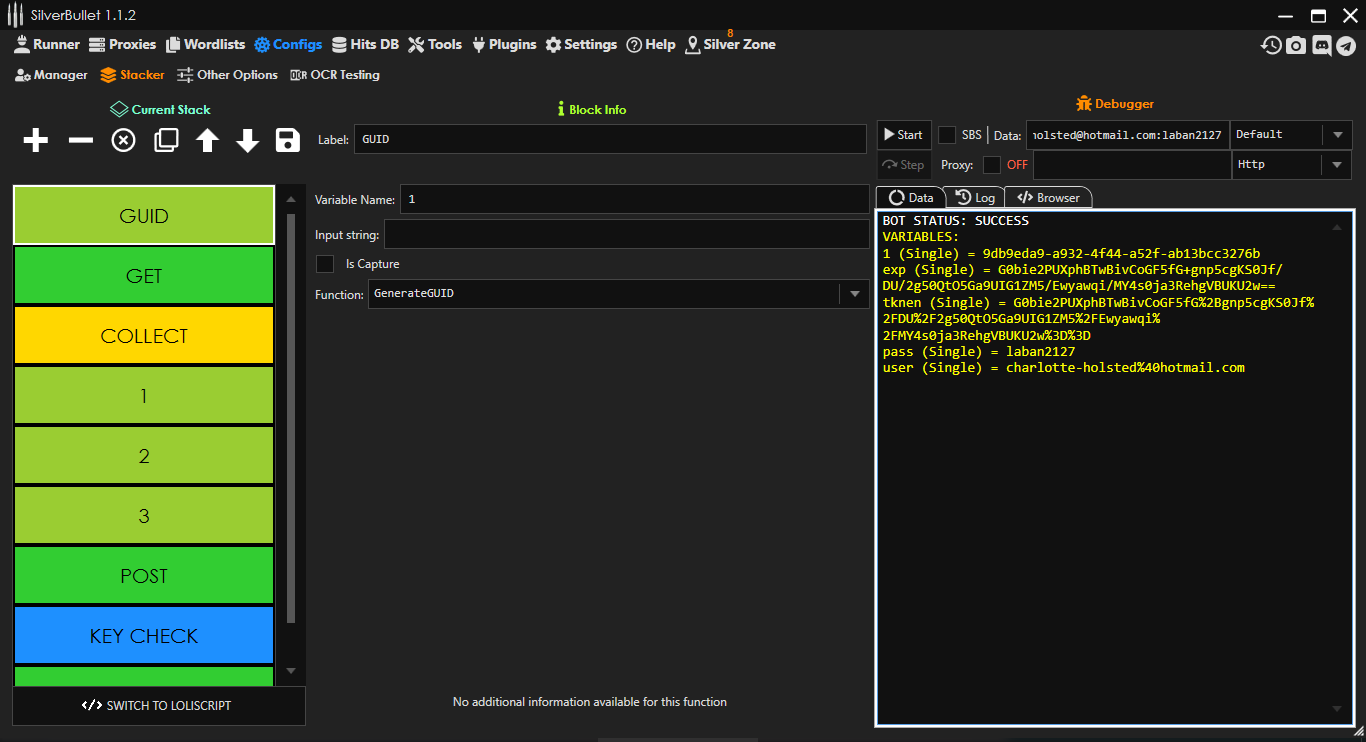 SilverBullet 1.1.2
Runner Proxies Wordlists Configs Hits DB Tools Plugins Settings Help Silver Zone
8
Manager Stacker Other Options OCR OCR Testing
Current Stack
Block Info
Debugger
Label: GUID
Start SBS Data: holsted@hotmail.com:laban2127 Default
Step Proxy: OFF Http
Data Log Browser
GUID
GET
COLLECT
1
2
3
POST
KEY CHECK
SWITCH TO LOLISCRIPT
Variable Name: 1
Input string:
Is Capture
Function: GenerateGUID
No additional information available for this function
BOT STATUS: SUCCESS
VARIABLES:
1 (Single) = 9db9eda9-a932-4f44-a52f-ab13bcc3276b
exp (Single) = G0bie2PUXphBTwBivCoGF5fG+gnp5cgKS0Jf/
DU/2g50QtO5Ga9UIG1ZM5/Ewyawqi/MY4s0ja3RehgVBUKU2w==
tknen (Single) = G0bie2PUXphBTwBivCoGF5fG%2Bgnp5cgKS0Jf%
2FDU%2F2g50QtO5Ga9UIG1ZM5%2FEwyawqi%
2FMY4s0ja3RehgVBUKU2w%3D%3D
pass (Single) = laban2127
user (Single) = charlotte-holsted%40hotmail.com